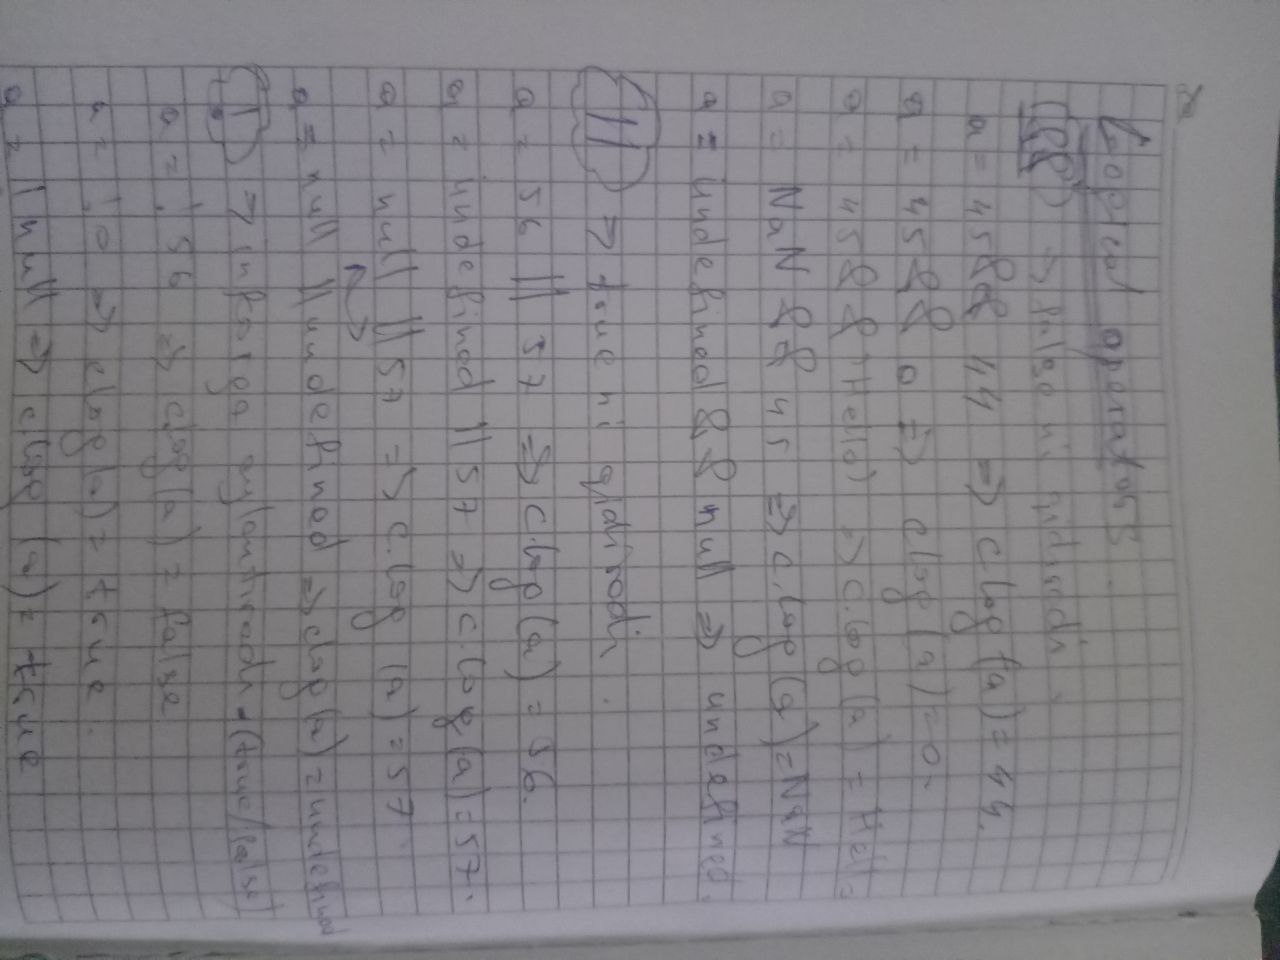 Logical operators.
(&&) => false ni qidiradi.
a = 45 && 44 => c.log(a) = 44.
a = 45 && 0 => c.log(a) = 0.
a = 45 && 'Hello' => c.log(a) = Hello
a = NaN && 45 => c.log(a) = NaN
a = undefined && null => undefined.
|| => true ni qidiradi.
a = 56 || 57 => c.log(a) = 56.
a = undefined || 57 => c.log(a) = 57.
a = null || 57 => c.log(a) = 57.
a = null || undefined => c.log(a) = undefined
! => inkorga aylantiradi. (true/false)
a = !56 => c.log(a) = false
a = !0 => c.log(a) = true.
a = !null => c.log(a) = true